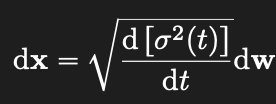 d𝐱 = √(d [σ²(t)] / dt) d𝐰